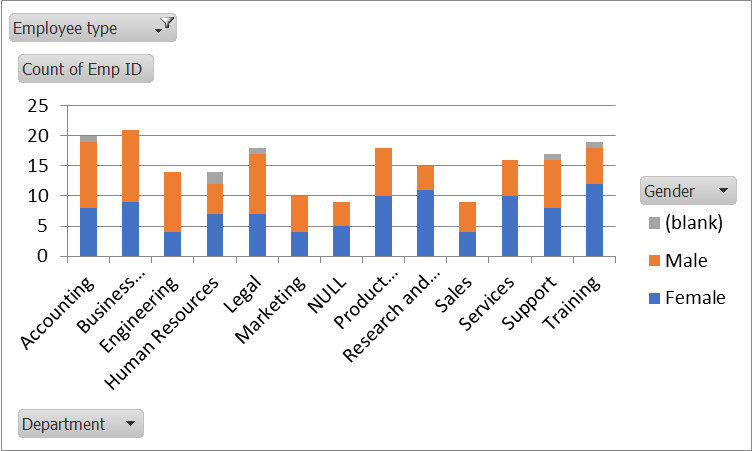 Employee type
Count of Emp ID
25
20
15
10
5
0
Accounting
Business...
Engineering
Human Resources
Legal
Marketing
NULL
Product...
Research and...
Sales
Services
Support
Training
Gender
(blank)
Male
Female
Department